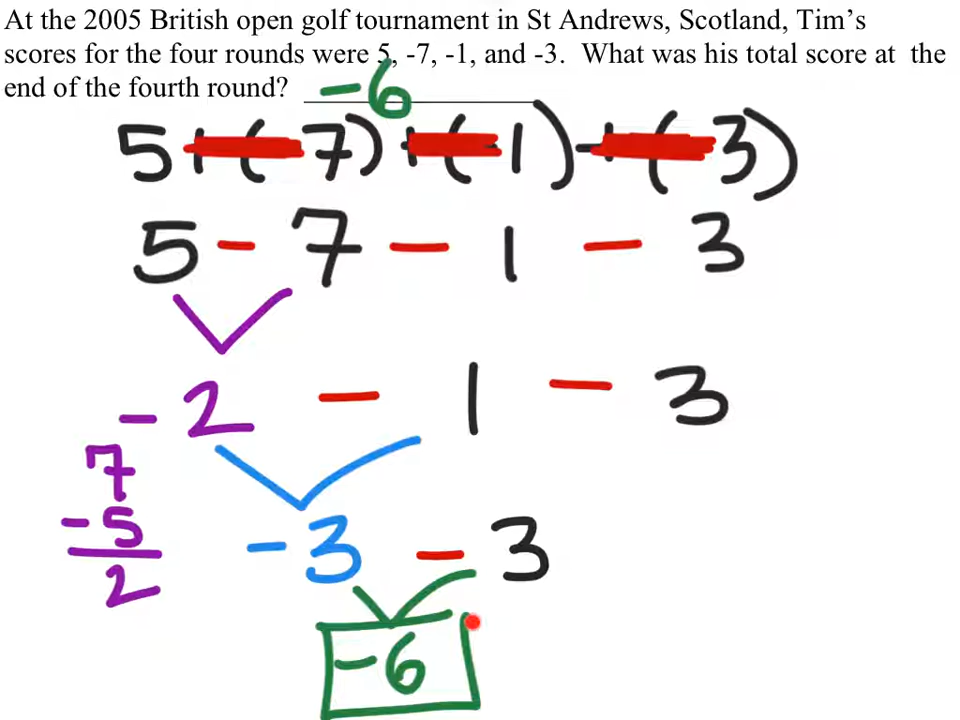 At the 2005 British open golf tournament in St Andrews, Scotland, Tim's
scores for the four rounds were 5, -7, -1, and -3. What was his total score at the
end of the fourth round? -6
5+(-7)+(-1)+(-3)
5 - 7 - 1 - 3
-2 - 1 - 3
7
-5
2
-3 - 3
-6